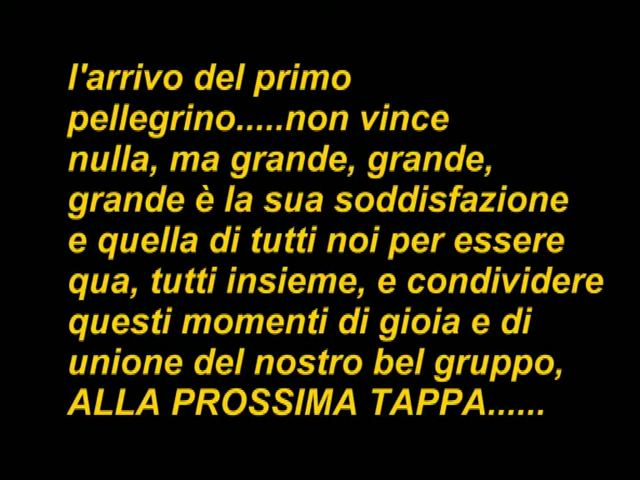 l'arrivo del primo
pellegrino.....non vince
nulla, ma grande, grande,
grande è la sua soddisfazione
e quella di tutti noi per essere
qua, tutti insieme, e condividere
questi momenti di gioia e di
unione del nostro bel gruppo,
ALLA PROSSIMA TAPPA......